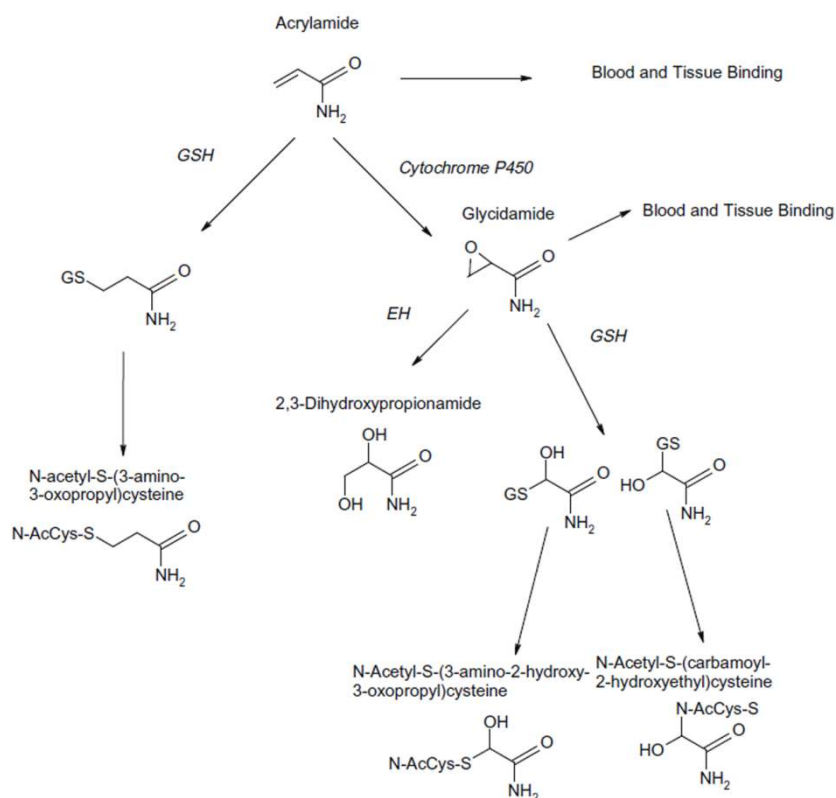 Acrylamide
O
NH2
Blood and Tissue Binding
GSH
Cytochrome P450
Glycidamide
Blood and Tissue Binding
GS
O
NH2
O
O
NH2
EH
GSH
2,3-Dihydroxypropionamide
OH
O
OH
NH2
OH
O
GS
NH2
GS
O
HO
NH2
N-acetyl-S-(3-amino-
3-oxopropyl)cysteine
N-AcCys-S
O
NH2
N-Acetyl-S-(3-amino-2-hydroxy-
3-oxopropyl)cysteine
OH
O
N-AcCys-S
NH2
N-Acetyl-S-(carbamoyl-
2-hydroxyethyl)cysteine
N-AcCys-S
O
HO
NH2